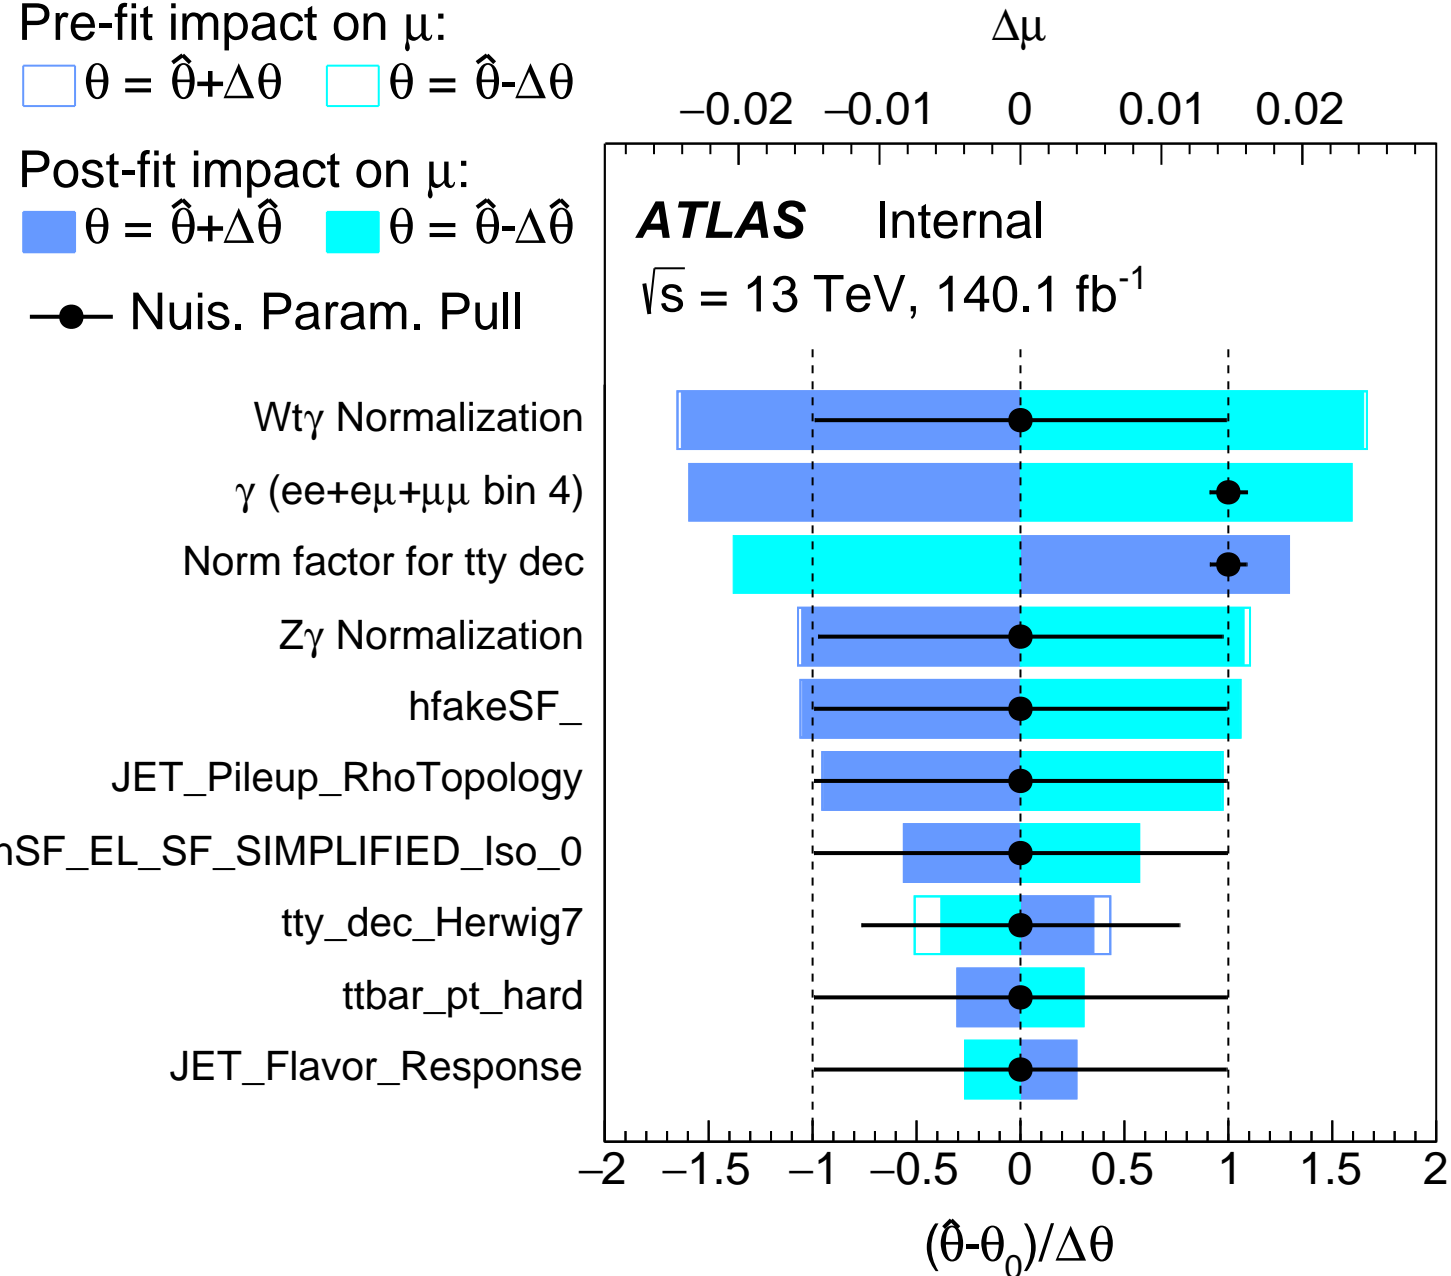 Pre-fit impact on μ:
θ = θ̂+Δθ θ = θ̂-Δθ
Post-fit impact on μ:
θ = θ̂+Δθ̂ θ = θ̂-Δθ̂
Nuis. Param. Pull
Δμ
−0.02 −0.01 0 0.01 0.02
ATLAS Internal
√s = 13 TeV, 140.1 fb-1
Wtγ Normalization
γ (ee+eμ+μμ bin 4)
Norm factor for tty dec
Zγ Normalization
hfakeSF_
JET_Pileup_RhoTopology
nSF_EL_SF_SIMPLIFIED_Iso_0
tty_dec_Herwig7
ttbar_pt_hard
JET_Flavor_Response
−2 −1.5 −1 −0.5 0 0.5 1 1.5 2
(θ̂-θ0)/Δθ